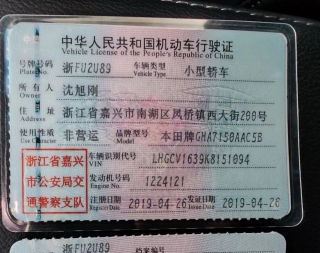 中华人民共和国机动车行驶证
Vehicle License of the People's Republic of China
号牌号码 浙FU2U89 车辆类型 小型轿车
Plate No. Vehicle Type
所有人 沈旭刚
Owner
住址 浙江省嘉兴市南湖区凤桥镇西大街200号
Address
使用性质 非营运 品牌型号 本田牌GHA7150AAC5B
Use Character Model
浙江省嘉兴市公安局交通警察支队
车辆识别代号 LHGCV1639K8151094
VIN
发动机号码 1224121
Engine No.
注册日期 2019-04-26 发证日期 2019-04-26
Register Date Issue Date
浙FU2U89 档案编号